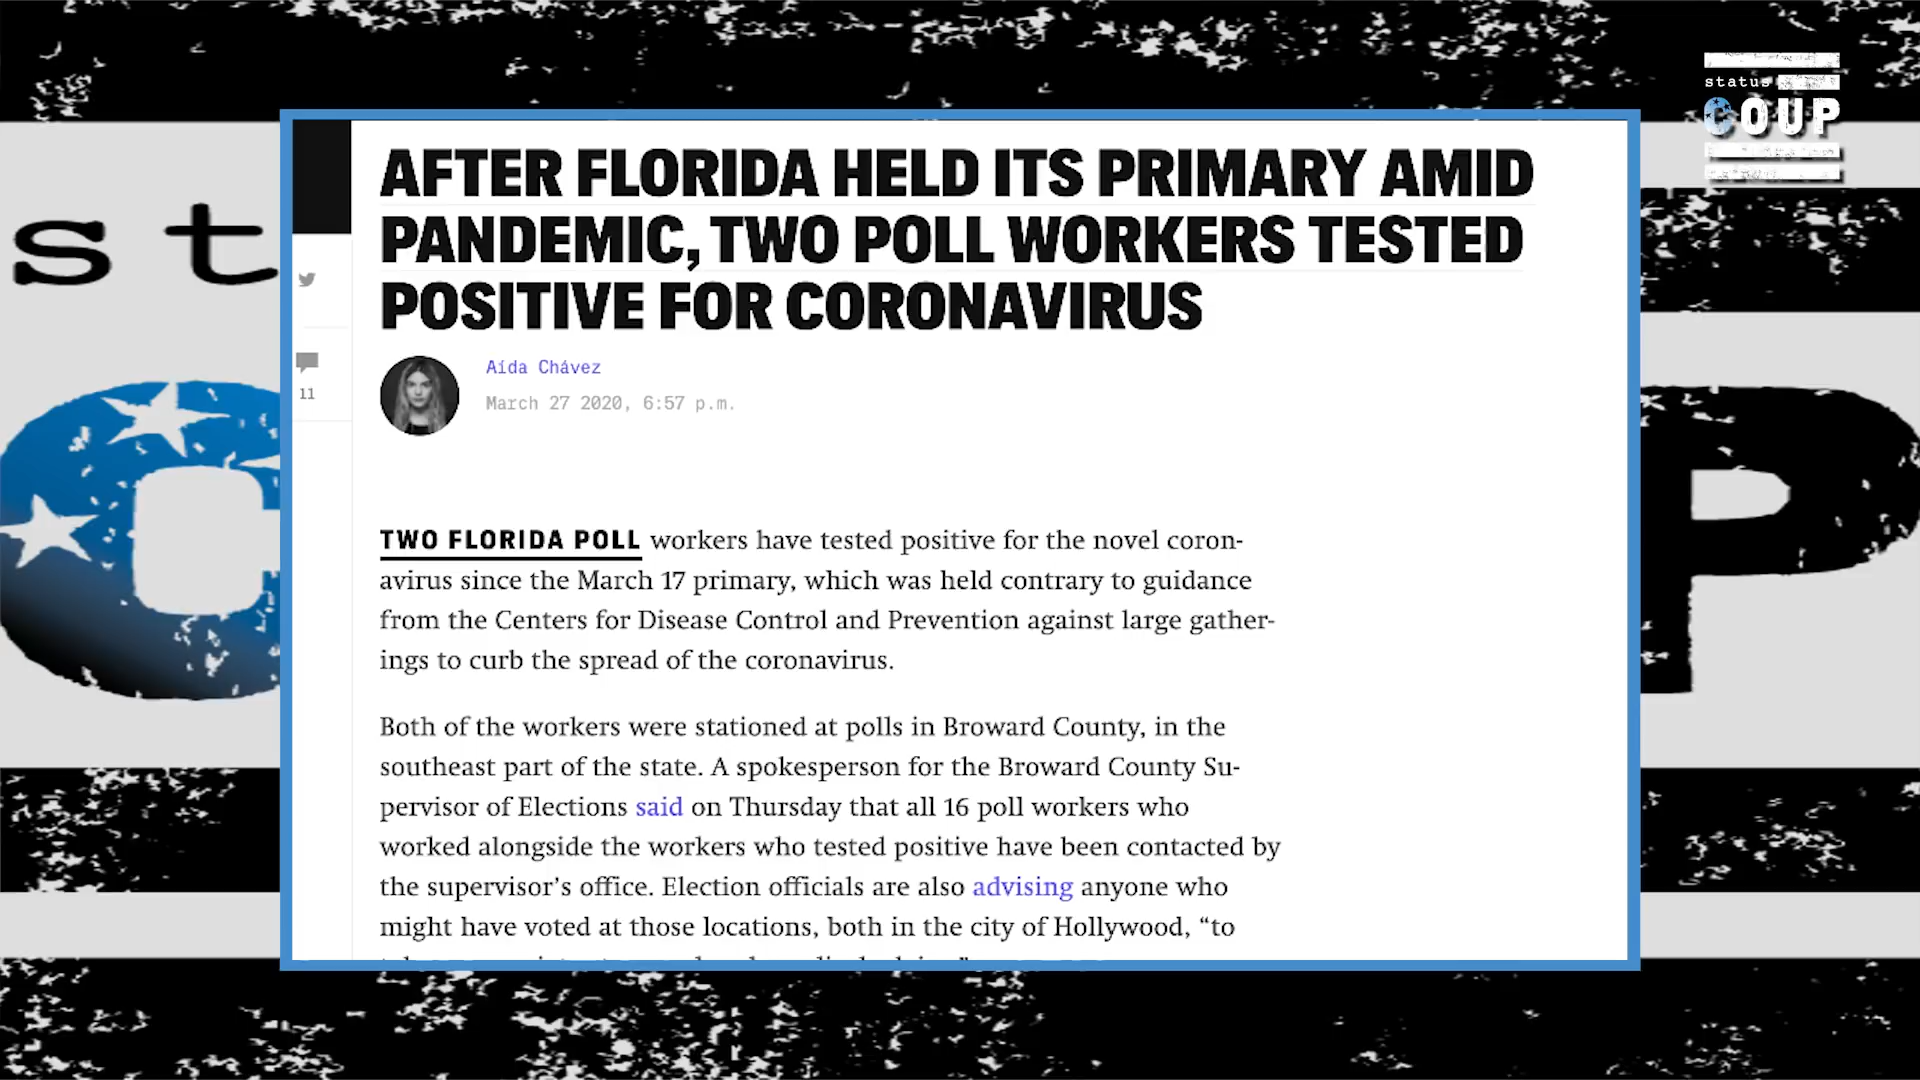 status
COUP
st
C
P
AFTER FLORIDA HELD ITS PRIMARY AMID
PANDEMIC, TWO POLL WORKERS TESTED
POSITIVE FOR CORONAVIRUS
Aída Chávez
March 27 2020, 6:57 p.m.
11
TWO FLORIDA POLL workers have tested positive for the novel coron-
avirus since the March 17 primary, which was held contrary to guidance
from the Centers for Disease Control and Prevention against large gather-
ings to curb the spread of the coronavirus.
Both of the workers were stationed at polls in Broward County, in the
southeast part of the state. A spokesperson for the Broward County Su-
pervisor of Elections said on Thursday that all 16 poll workers who
worked alongside the workers who tested positive have been contacted by
the supervisor’s office. Election officials are also advising anyone who
might have voted at those locations, both in the city of Hollywood, “to